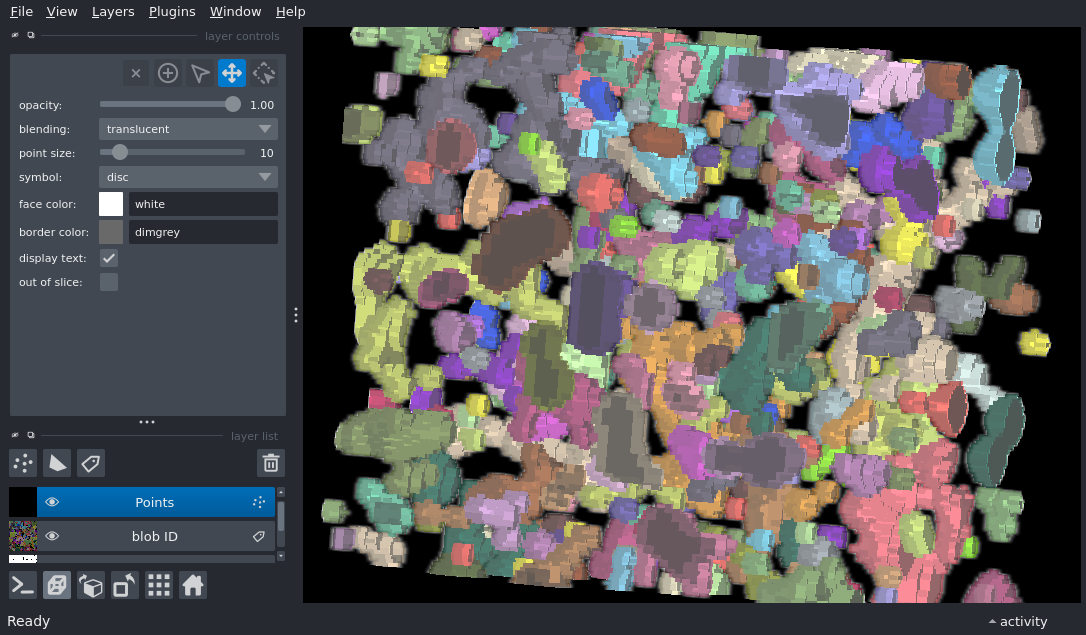 File View Layers Plugins Window Help
layer controls
opacity: 1.00
blending: translucent
point size: 10
symbol: disc
face color: white
border color: dimgrey
display text:
out of slice:
layer list
Points
blob ID
Ready
activity